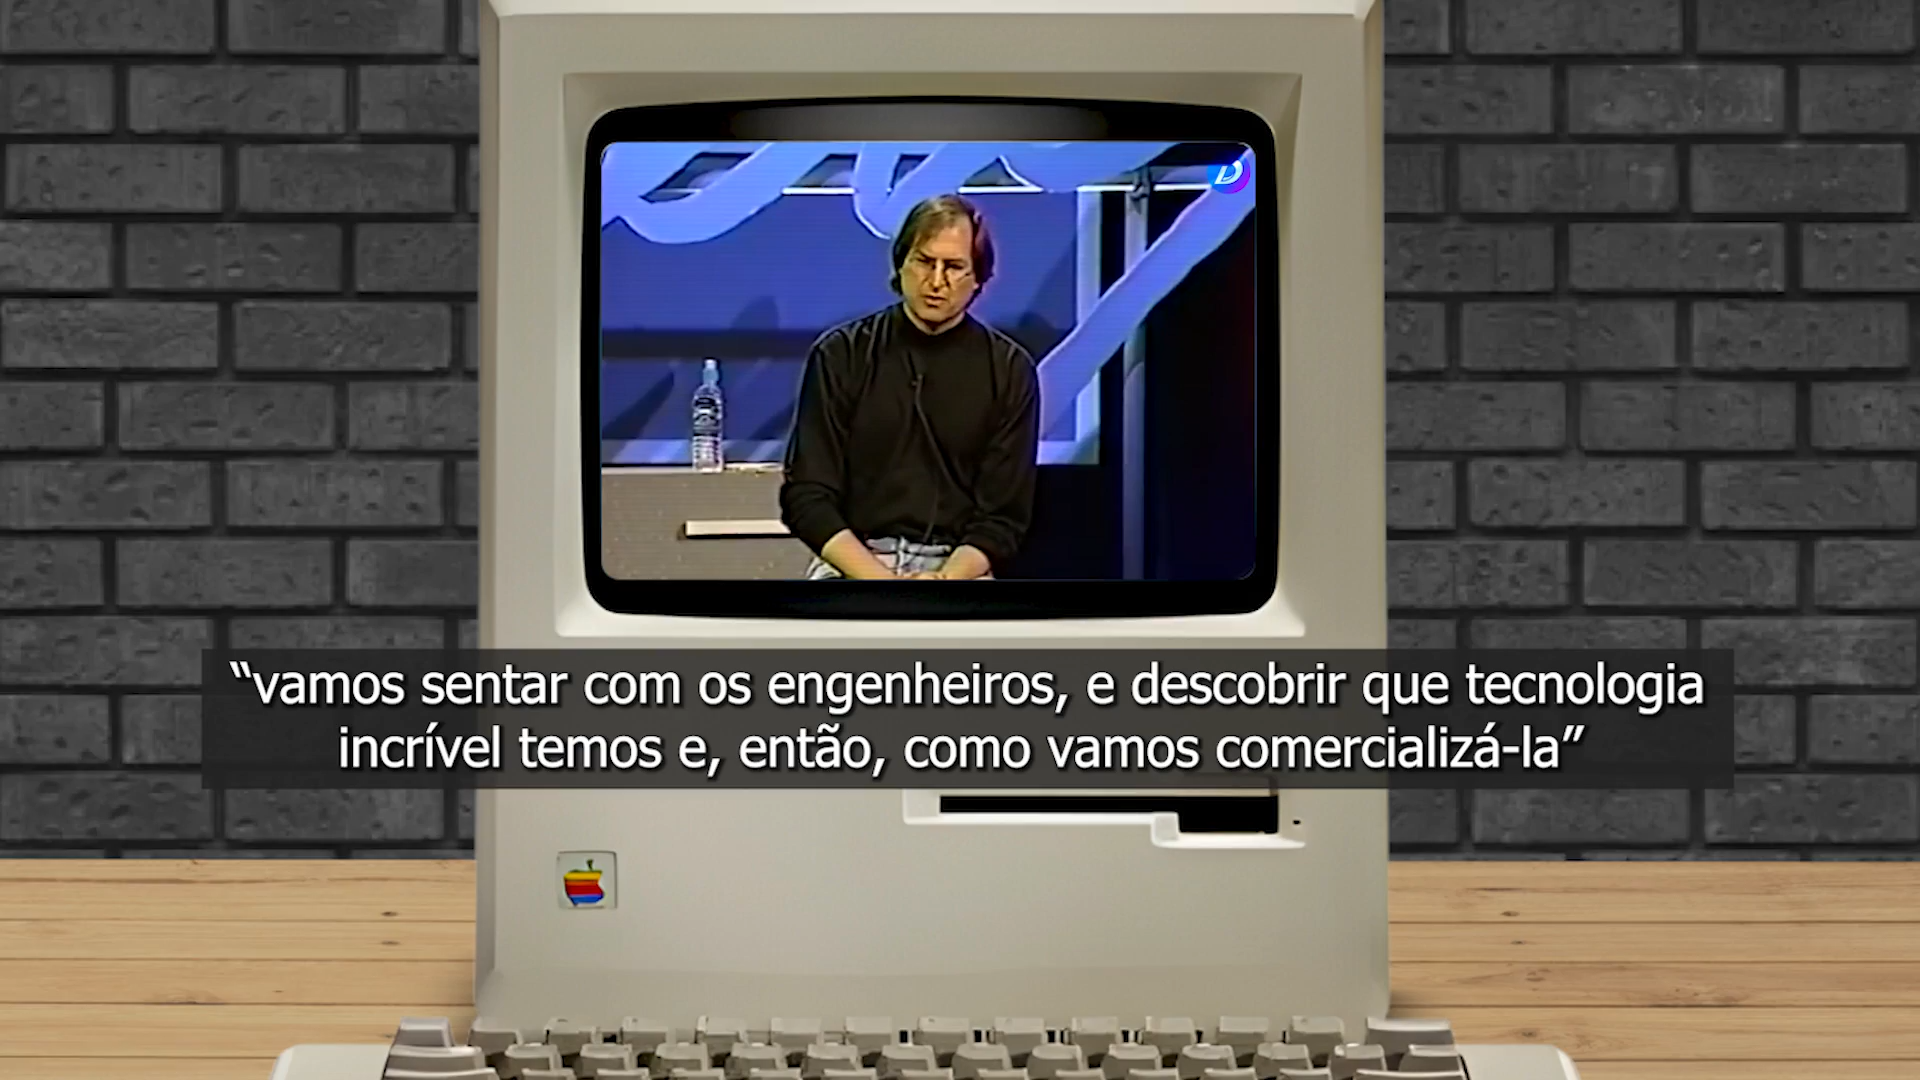 “vamos sentar com os engenheiros, e descobrir que tecnologia
incrível temos e, então, como vamos comercializá-la”